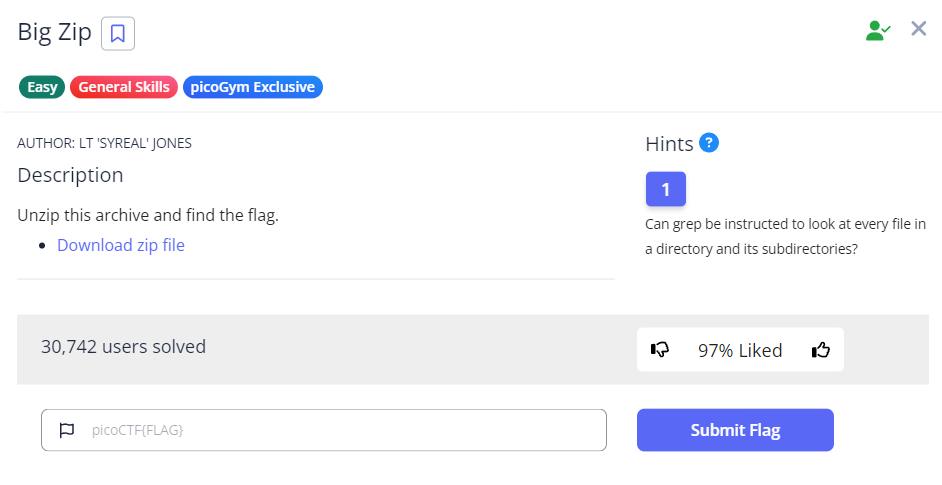 Big Zip
Easy General Skills picoGym Exclusive
AUTHOR: LT 'SYREAL' JONES
Description
Unzip this archive and find the flag.
• Download zip file
Hints ?
1
Can grep be instructed to look at every file in
a directory and its subdirectories?
30,742 users solved
97% Liked
picoCTF{FLAG}
Submit Flag